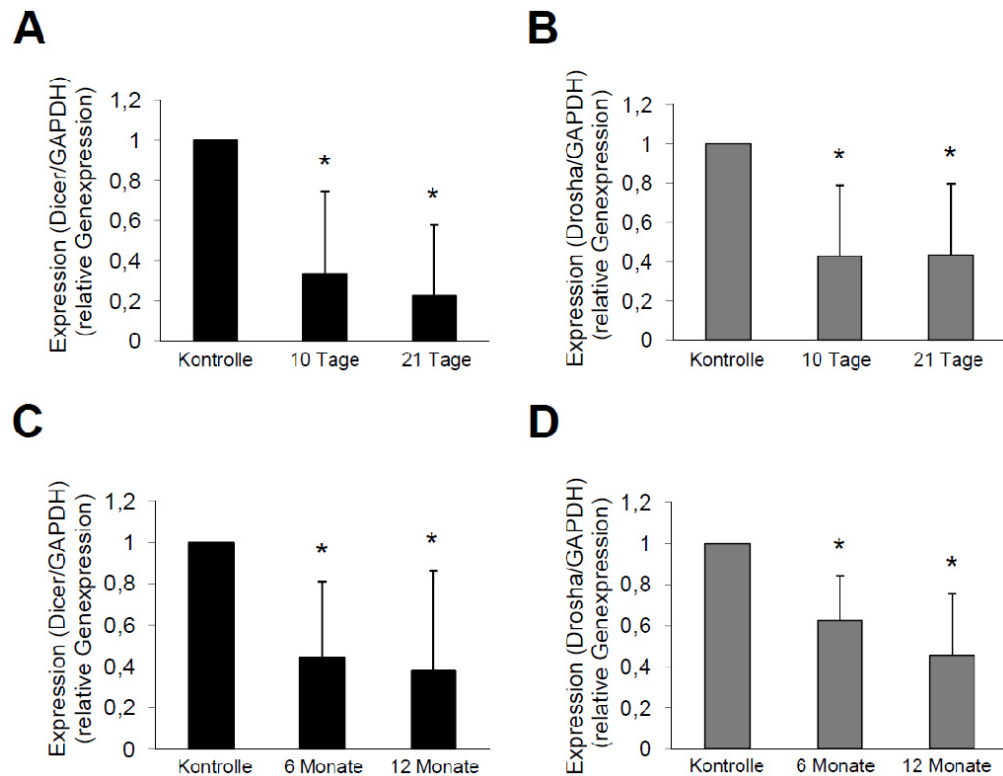 A
Expression (Dicer/GAPDH)
(relative Genexpression)
1,2
1
0,8
0,6
0,4
0,2
0
*
*
Kontrolle 10 Tage 21 Tage
B
Expression (Drosha/GAPDH)
(relative Genexpression)
1,2
1
0,8
0,6
0,4
0,2
0
*
*
Kontrolle 10 Tage 21 Tage
C
Expression (Dicer/GAPDH)
(relative Genexpression)
1,2
1
0,8
0,6
0,4
0,2
0
*
*
Kontrolle 6 Monate 12 Monate
D
Expression (Drosha/GAPDH)
(relative Genexpression)
1,2
1
0,8
0,6
0,4
0,2
0
*
*
Kontrolle 6 Monate 12 Monate